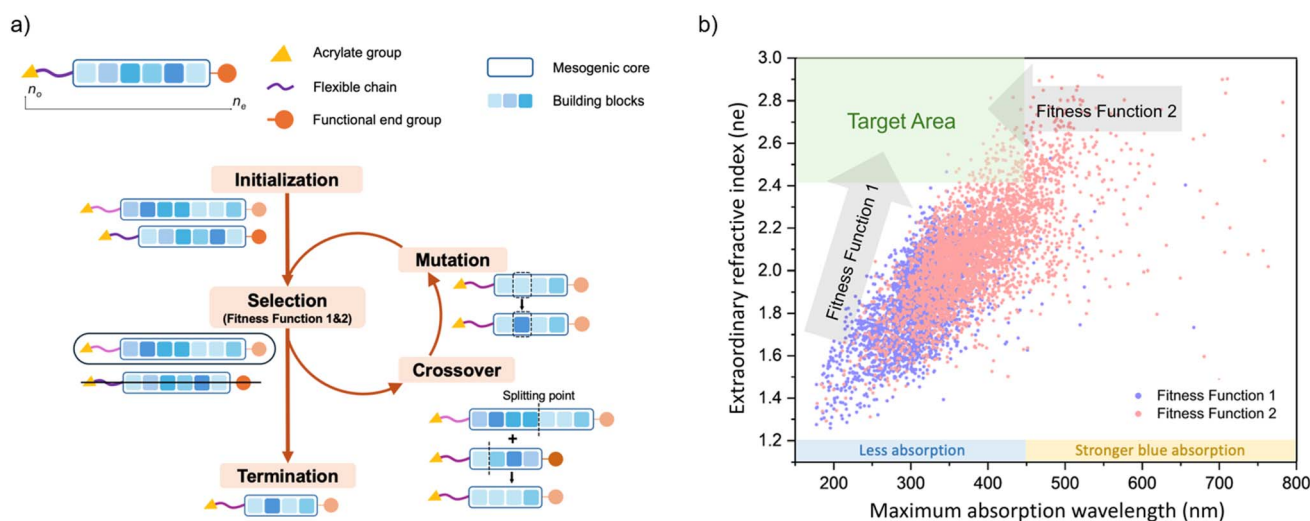 a)
Acrylate group
Flexible chain
Functional end group
Mesogenic core
Building blocks
no
ne
Initialization
Selection
(Fitness Function 1&2)
Mutation
Crossover
Splitting point
+
Termination
b)
Extraordinary refractive index (ne)
3.0
2.8
2.6
2.4
2.2
2.0
1.8
1.6
1.4
1.2
Target Area
Fitness Function 2
Fitness Function 1
Fitness Function 1
Fitness Function 2
Less absorption
Stronger blue absorption
200 300 400 500 600 700 800
Maximum absorption wavelength (nm)